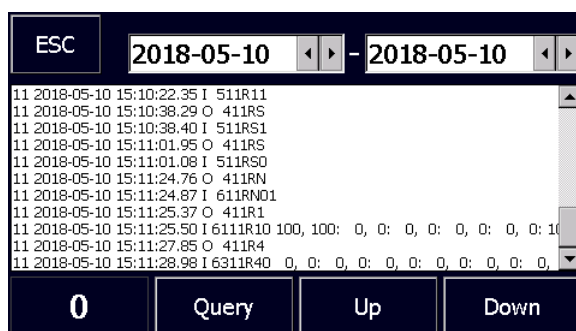 ESC
2018-05-10 - 2018-05-10
11 2018-05-10 15:10:22.35 I  511R11
11 2018-05-10 15:10:38.29 O  411RS
11 2018-05-10 15:10:38.40 I  511RS1
11 2018-05-10 15:11:01.95 O  411RS
11 2018-05-10 15:11:01.08 I  511RS0
11 2018-05-10 15:11:24.76 O  411RN
11 2018-05-10 15:11:24.87 I  611RN01
11 2018-05-10 15:11:25.37 O  411R1
11 2018-05-10 15:11:25.50 I 6111R10 100, 100:   0,   0:   0,   0:   0,   0:   0,   0: 10
11 2018-05-10 15:11:27.85 O  411R4
11 2018-05-10 15:11:28.98 I 6311R40   0,   0:   0,   0:   0,   0:   0,   0:   0,   0:   0,
0 Query Up Down